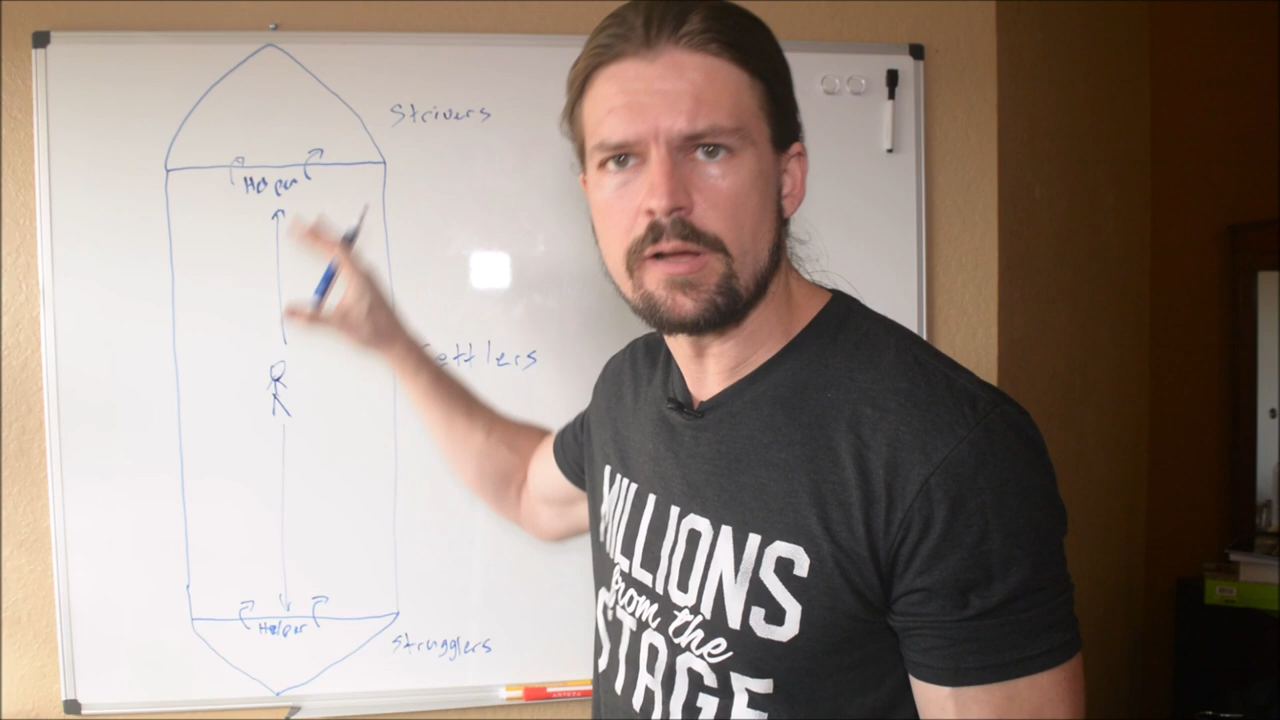 Strivers
Helper
Settlers
Helper
Strugglers
MILLIONS
from the
STAGE